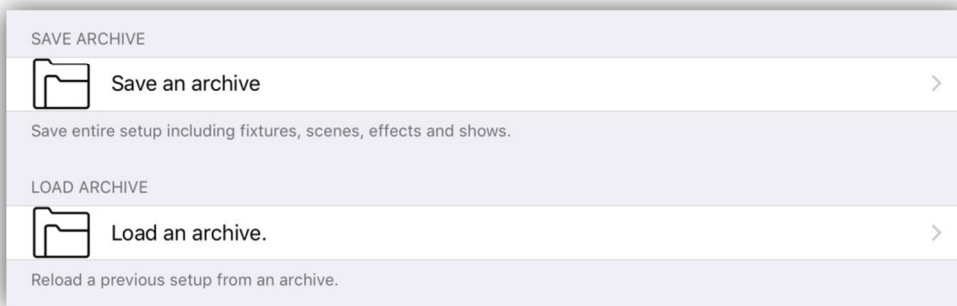 SAVE ARCHIVE
Save an archive
Save entire setup including fixtures, scenes, effects and shows.
LOAD ARCHIVE
Load an archive.
Reload a previous setup from an archive.